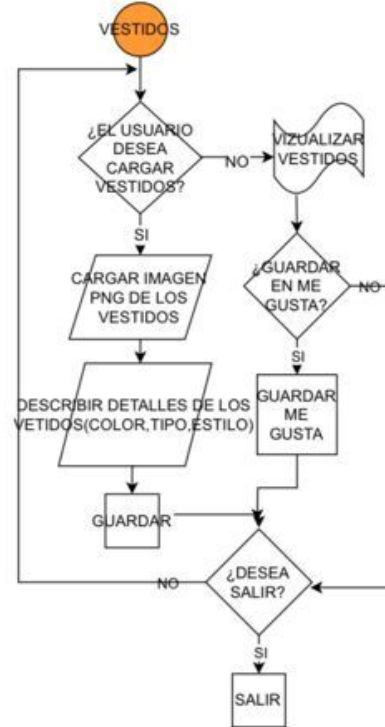 VESTIDOS
¿EL USUARIO
DESEA
CARGAR
VESTIDOS?
NO
VIZUALIZAR
VESTIDOS
SI
¿GUARDAR
EN ME
GUSTA?
NO
CARGAR IMAGEN
PNG DE LOS
VESTIDOS
SI
GUARDAR
ME
GUSTA
DESCRIBIR DETALLES DE LOS
VETIDOS(COLOR,TIPO,ESTILO)
GUARDAR
¿DESEA
SALIR?
NO
SI
SALIR